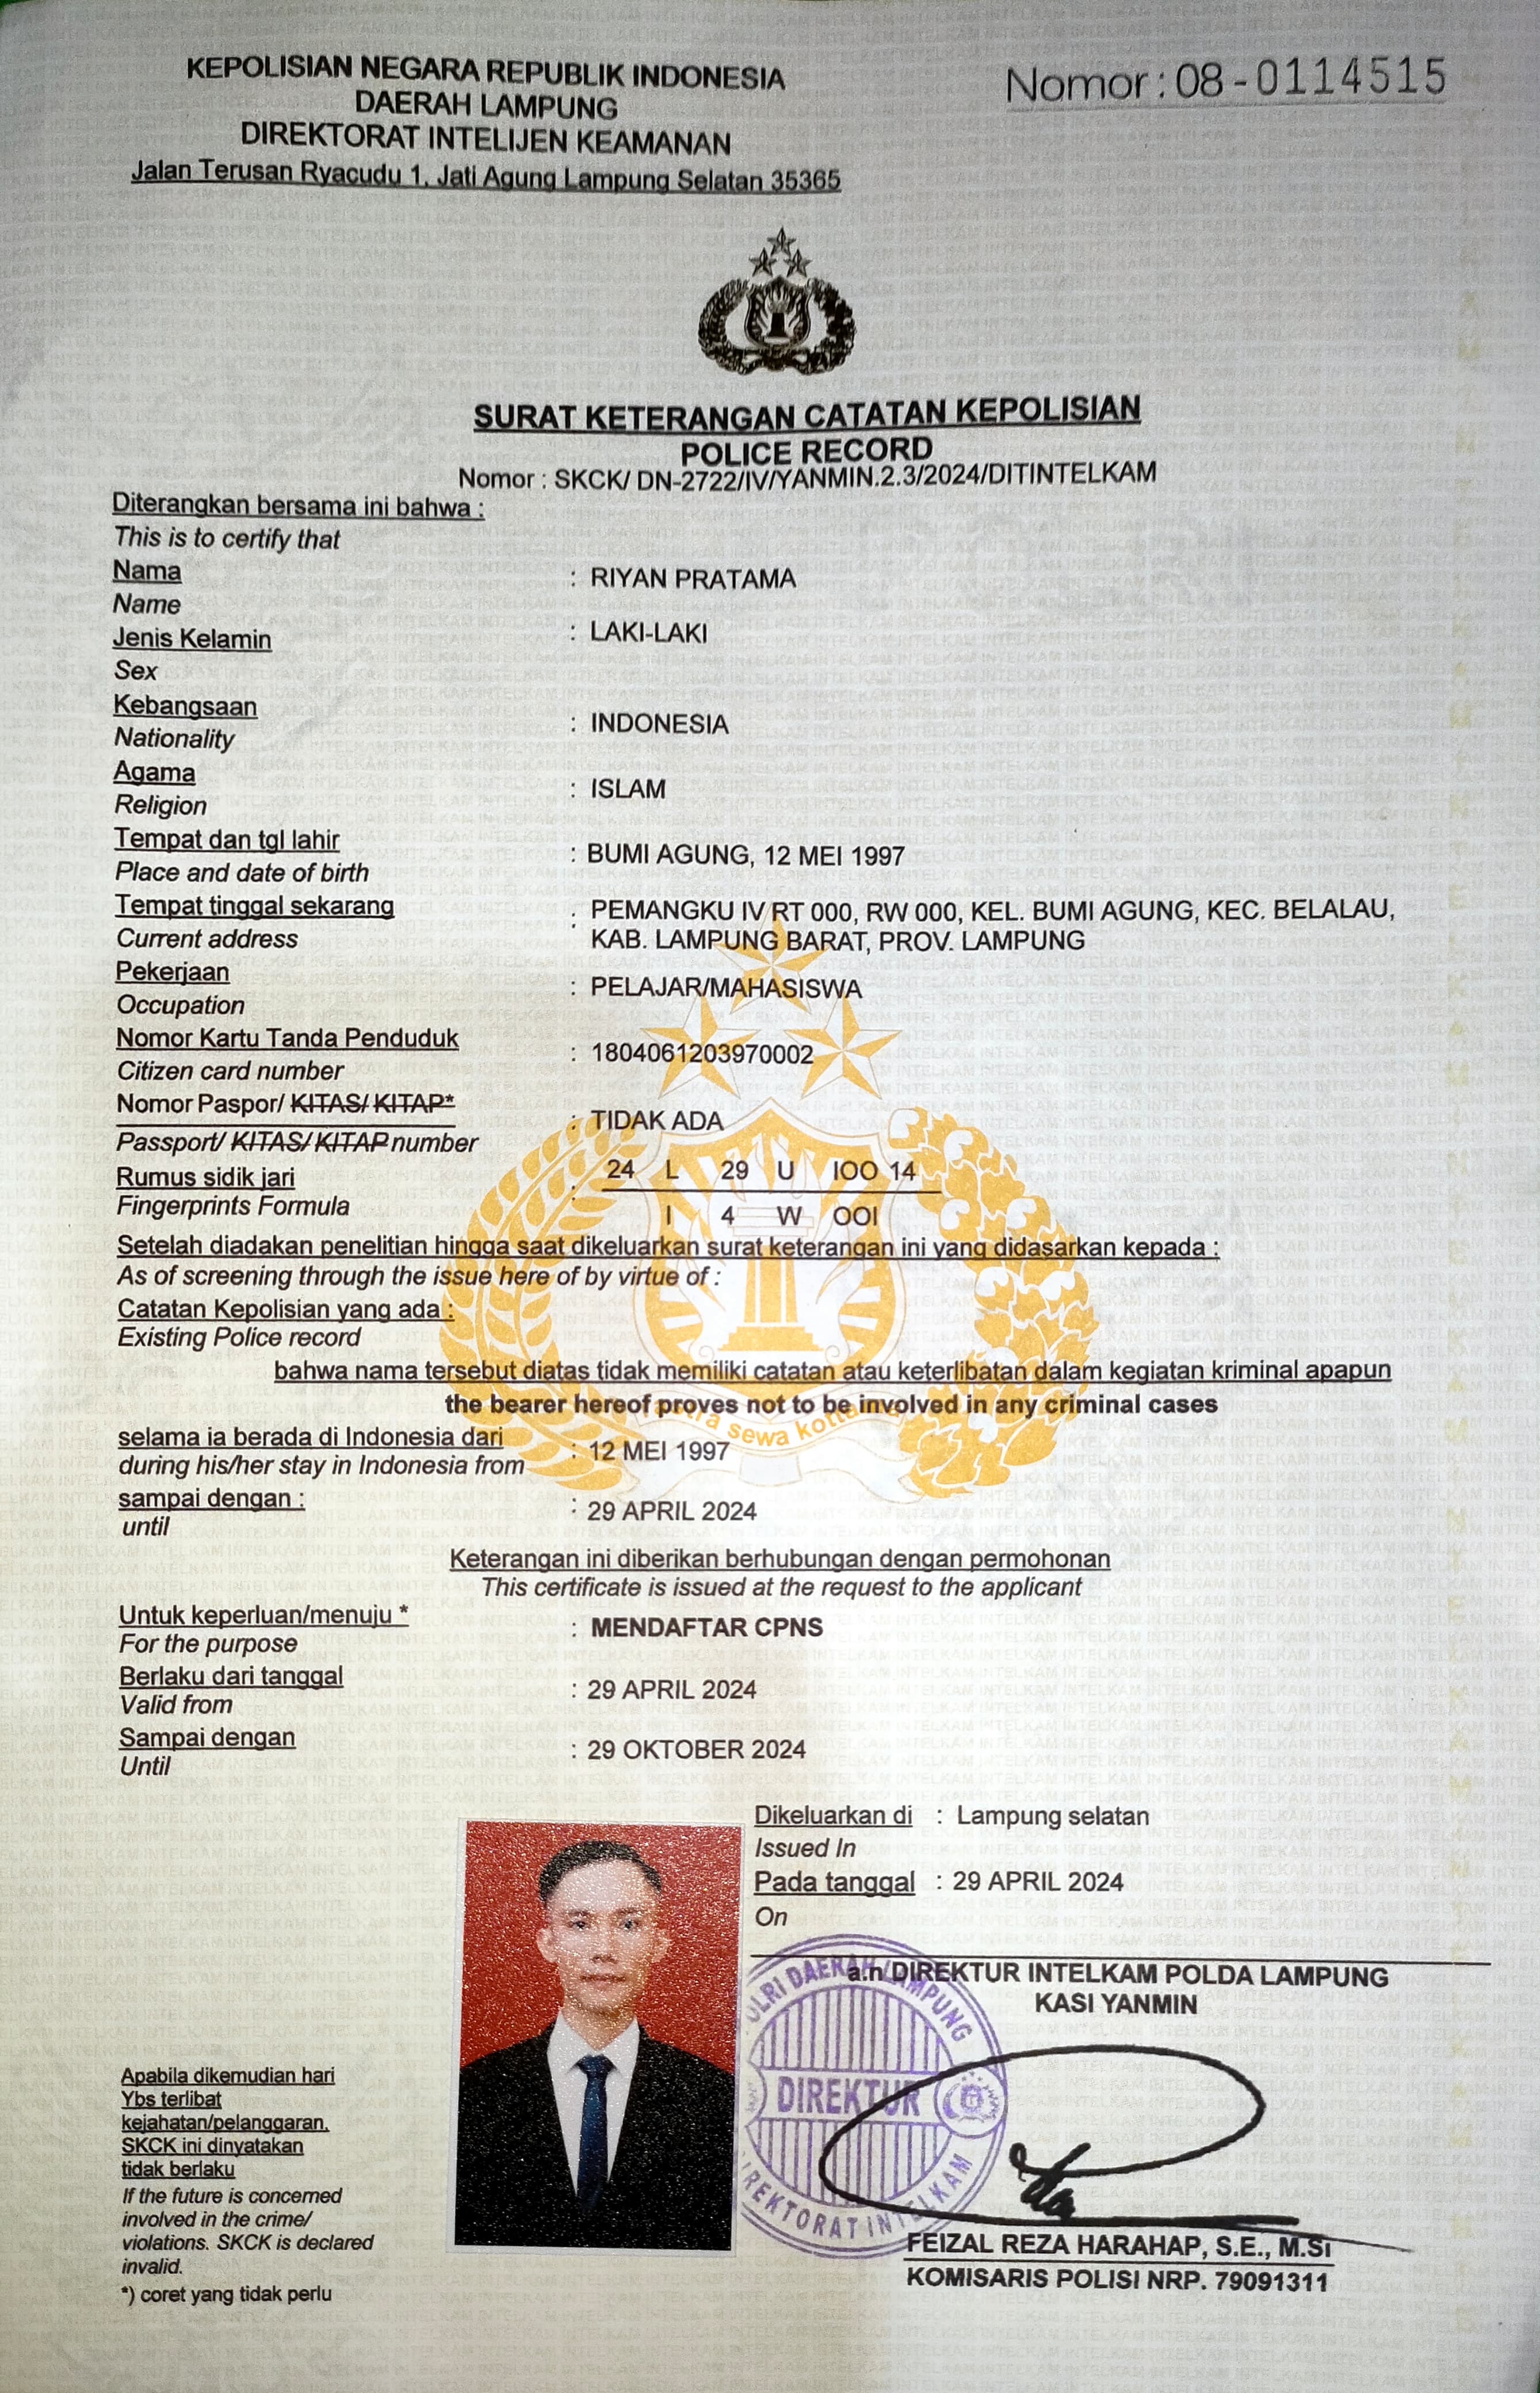 KEPOLISIAN NEGARA REPUBLIK INDONESIA
DAERAH LAMPUNG
DIREKTORAT INTELIJEN KEAMANAN
Jalan Terusan Ryacudu 1, Jati Agung Lampung Selatan 35365
Nomor : 08 - 0114515
SURAT KETERANGAN CATATAN KEPOLISIAN
POLICE RECORD
Nomor : SKCK/ DN-2722/IV/YANMIN.2.3/2024/DITINTELKAM
Diterangkan bersama ini bahwa :
This is to certify that
Nama : RIYAN PRATAMA
Name
Jenis Kelamin : LAKI-LAKI
Sex
Kebangsaan : INDONESIA
Nationality
Agama : ISLAM
Religion
Tempat dan tgl lahir : BUMI AGUNG, 12 MEI 1997
Place and date of birth
Tempat tinggal sekarang : PEMANGKU IV RT 000, RW 000, KEL. BUMI AGUNG, KEC. BELALAU,
Current address KAB. LAMPUNG BARAT, PROV. LAMPUNG
Pekerjaan : PELAJAR/MAHASISWA
Occupation
Nomor Kartu Tanda Penduduk : 1804061203970002
Citizen card number
Nomor Paspor/ KITAS/ KITAP* : TIDAK ADA
Passport/ KITAS/ KITAP number
Rumus sidik jari : 24 L 29 U IOO 14
Fingerprints Formula I 4 W OOI
Setelah diadakan penelitian hingga saat dikeluarkan surat keterangan ini yang didasarkan kepada :
As of screening through the issue here of by virtue of :
Catatan Kepolisian yang ada :
Existing Police record
bahwa nama tersebut diatas tidak memiliki catatan atau keterlibatan dalam kegiatan kriminal apapun
the bearer hereof proves not to be involved in any criminal cases
selama ia berada di Indonesia dari : 12 MEI 1997
during his/her stay in Indonesia from
sampai dengan : : 29 APRIL 2024
until
Keterangan ini diberikan berhubungan dengan permohonan
This certificate is issued at the request to the applicant
Untuk keperluan/menuju * : MENDAFTAR CPNS
For the purpose
Berlaku dari tanggal : 29 APRIL 2024
Valid from
Sampai dengan : 29 OKTOBER 2024
Until
Dikeluarkan di : Lampung selatan
Issued In
Pada tanggal : 29 APRIL 2024
On
a.n DIREKTUR INTELKAM POLDA LAMPUNG
KASI YANMIN
DAERAH LAMPUNG
DIREKTUR
INTELKAM
FEIZAL REZA HARAHAP, S.E., M.Si
KOMISARIS POLISI NRP. 79091311
Apabila dikemudian hari
Ybs terlibat
kejahatan/pelanggaran.
SKCK ini dinyatakan
tidak berlaku
If the future is concerned
involved in the crime/
violations. SKCK is declared
invalid.
*) coret yang tidak perlu